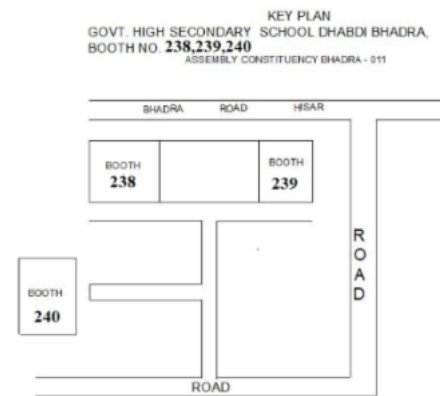 KEY PLAN
GOVT. HIGH SECONDARY SCHOOL DHABDI BHADRA,
BOOTH NO. 238,239,240
ASSEMBLY CONSTITUENCY BHADRA - 011
BHADRA ROAD HISAR
BOOTH
238
BOOTH
239
ROAD
BOOTH
240
ROAD